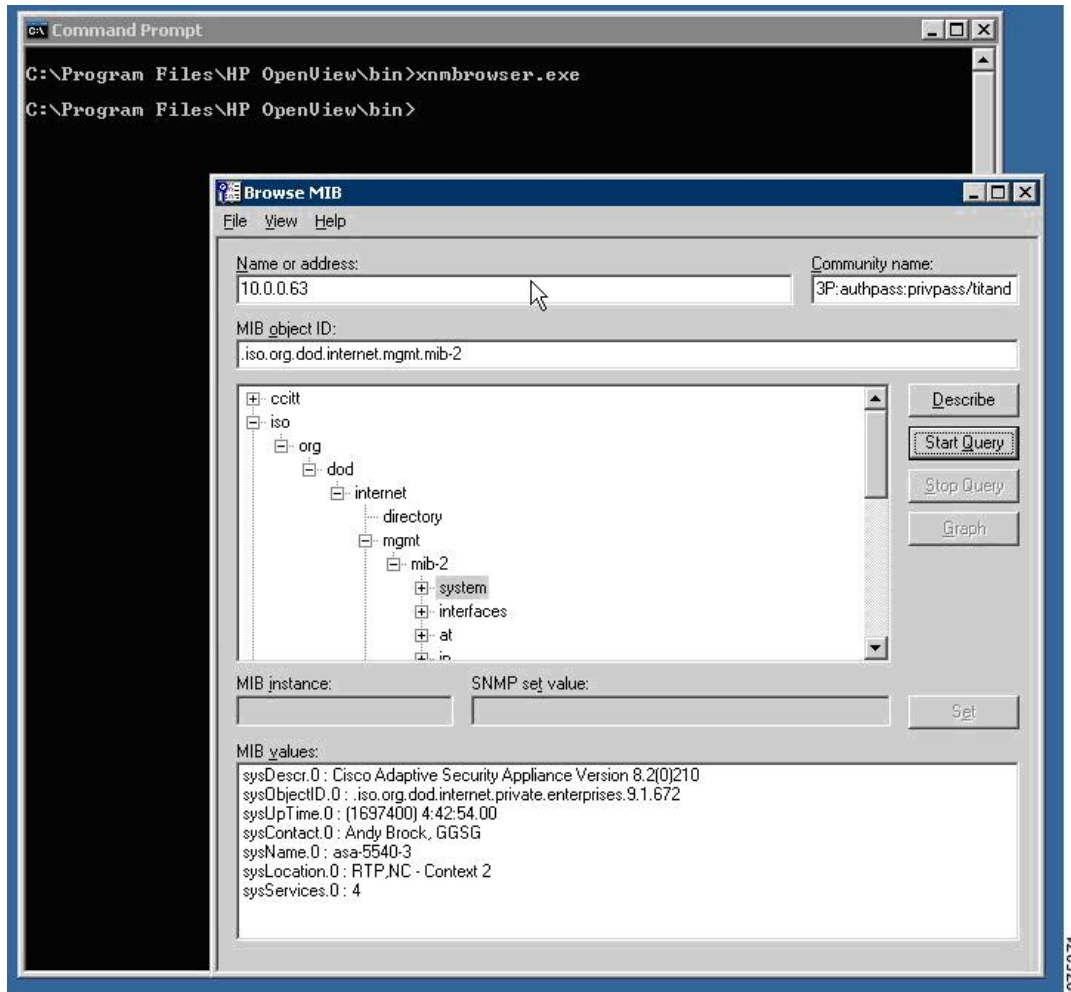 Command Prompt
C:\Program Files\HP OpenView\bin>xnmbrowser.exe
C:\Program Files\HP OpenView\bin>
Browse MIB
File View Help
Name or address:
Community name:
10.0.0.63
3P:authpass:privpass/titand
MIB object ID:
.iso.org.dod.internet.mgmt.mib-2
ccitt
iso
org
dod
internet
directory
mgmt
mib-2
system
interfaces
at
ip
Describe
Start Query
Stop Query
Graph
MIB instance:
SNMP set value:
Set
MIB values:
sysDescr.0 : Cisco Adaptive Security Appliance Version 8.2(0)210
sysObjectID.0 : .iso.org.dod.internet.private.enterprises.9.1.672
sysUpTime.0 : (1697400) 4:42:54.00
sysContact.0 : Andy Brock, GGSG
sysName.0 : asa-5540-3
sysLocation.0 : RTP,NC - Context 2
sysServices.0 : 4